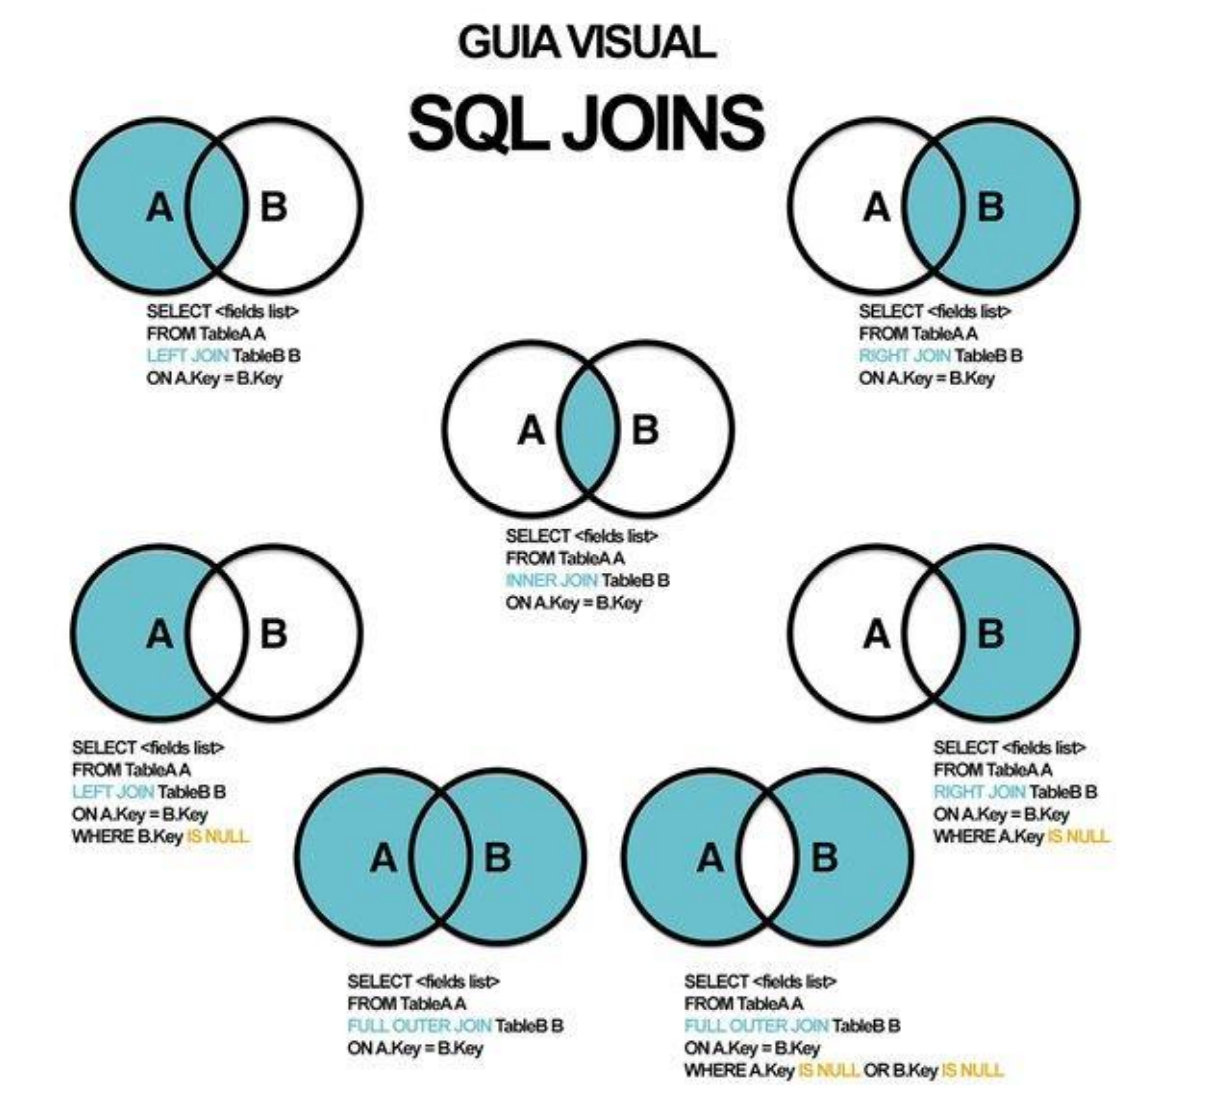 GUIA VISUAL
SQL JOINS
A B
SELECT <fields list>
FROM TableA A
LEFT JOIN TableB B
ON A.Key = B.Key
A B
SELECT <fields list>
FROM TableA A
RIGHT JOIN TableB B
ON A.Key = B.Key
A B
SELECT <fields list>
FROM TableA A
INNER JOIN TableB B
ON A.Key = B.Key
A B
SELECT <fields list>
FROM TableA A
LEFT JOIN TableB B
ON A.Key = B.Key
WHERE B.Key IS NULL
A B
SELECT <fields list>
FROM TableA A
RIGHT JOIN TableB B
ON A.Key = B.Key
WHERE A.Key IS NULL
A B
SELECT <fields list>
FROM TableA A
FULL OUTER JOIN TableB B
ON A.Key = B.Key
A B
SELECT <fields list>
FROM TableA A
FULL OUTER JOIN TableB B
ON A.Key = B.Key
WHERE A.Key IS NULL OR B.Key IS NULL